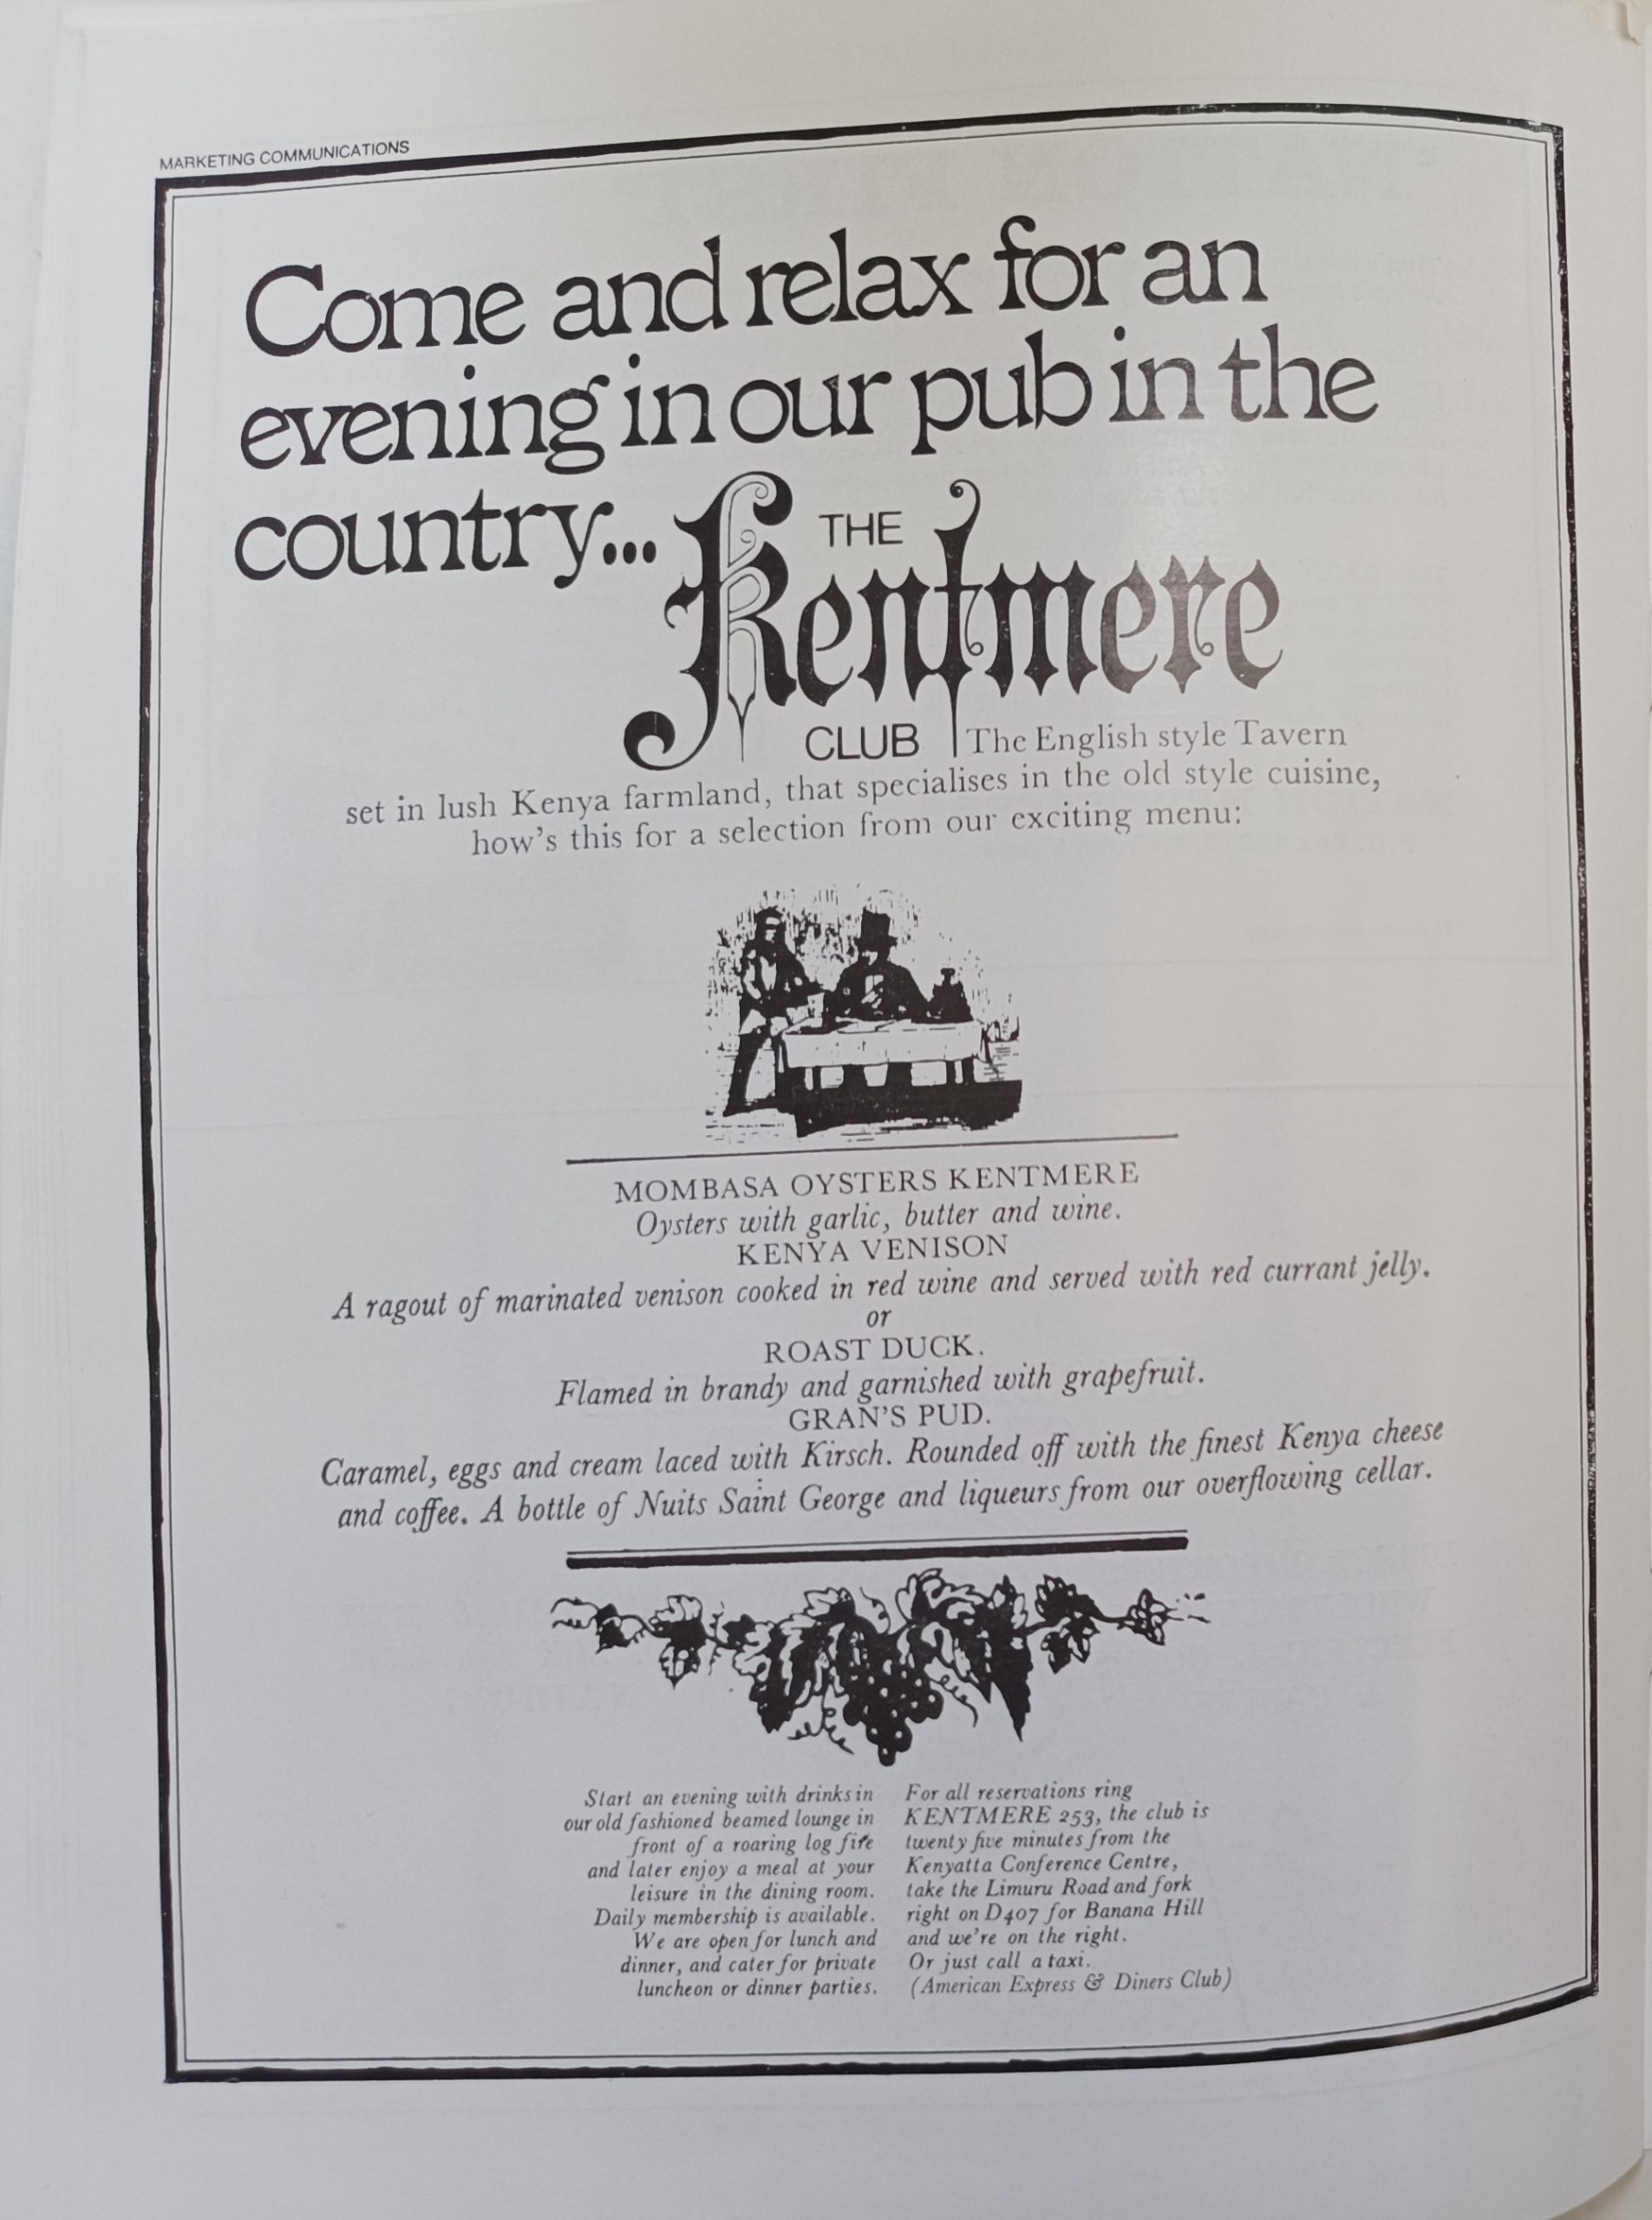 MARKETING COMMUNICATIONS
Come and relax for an
evening in our pub in the
country...
THE
Kentmere
CLUB
The English style Tavern
set in lush Kenya farmland, that specialises in the old style cuisine,
how's this for a selection from our exciting menu:
MOMBASA OYSTERS KENTMERE
Oysters with garlic, butter and wine.
KENYA VENISON
A ragout of marinated venison cooked in red wine and served with red currant jelly.
or
ROAST DUCK.
Flamed in brandy and garnished with grapefruit.
GRAN'S PUD.
Caramel, eggs and cream laced with Kirsch. Rounded off with the finest Kenya cheese
and coffee. A bottle of Nuits Saint George and liqueurs from our overflowing cellar.
Start an evening with drinks in
our old fashioned beamed lounge in
front of a roaring log fire
and later enjoy a meal at your
leisure in the dining room.
Daily membership is available.
We are open for lunch and
dinner, and cater for private
luncheon or dinner parties.
For all reservations ring
KENTMERE 253, the club is
twenty five minutes from the
Kenyatta Conference Centre,
take the Limuru Road and fork
right on D407 for Banana Hill
and we're on the right.
Or just call a taxi.
(American Express & Diners Club)